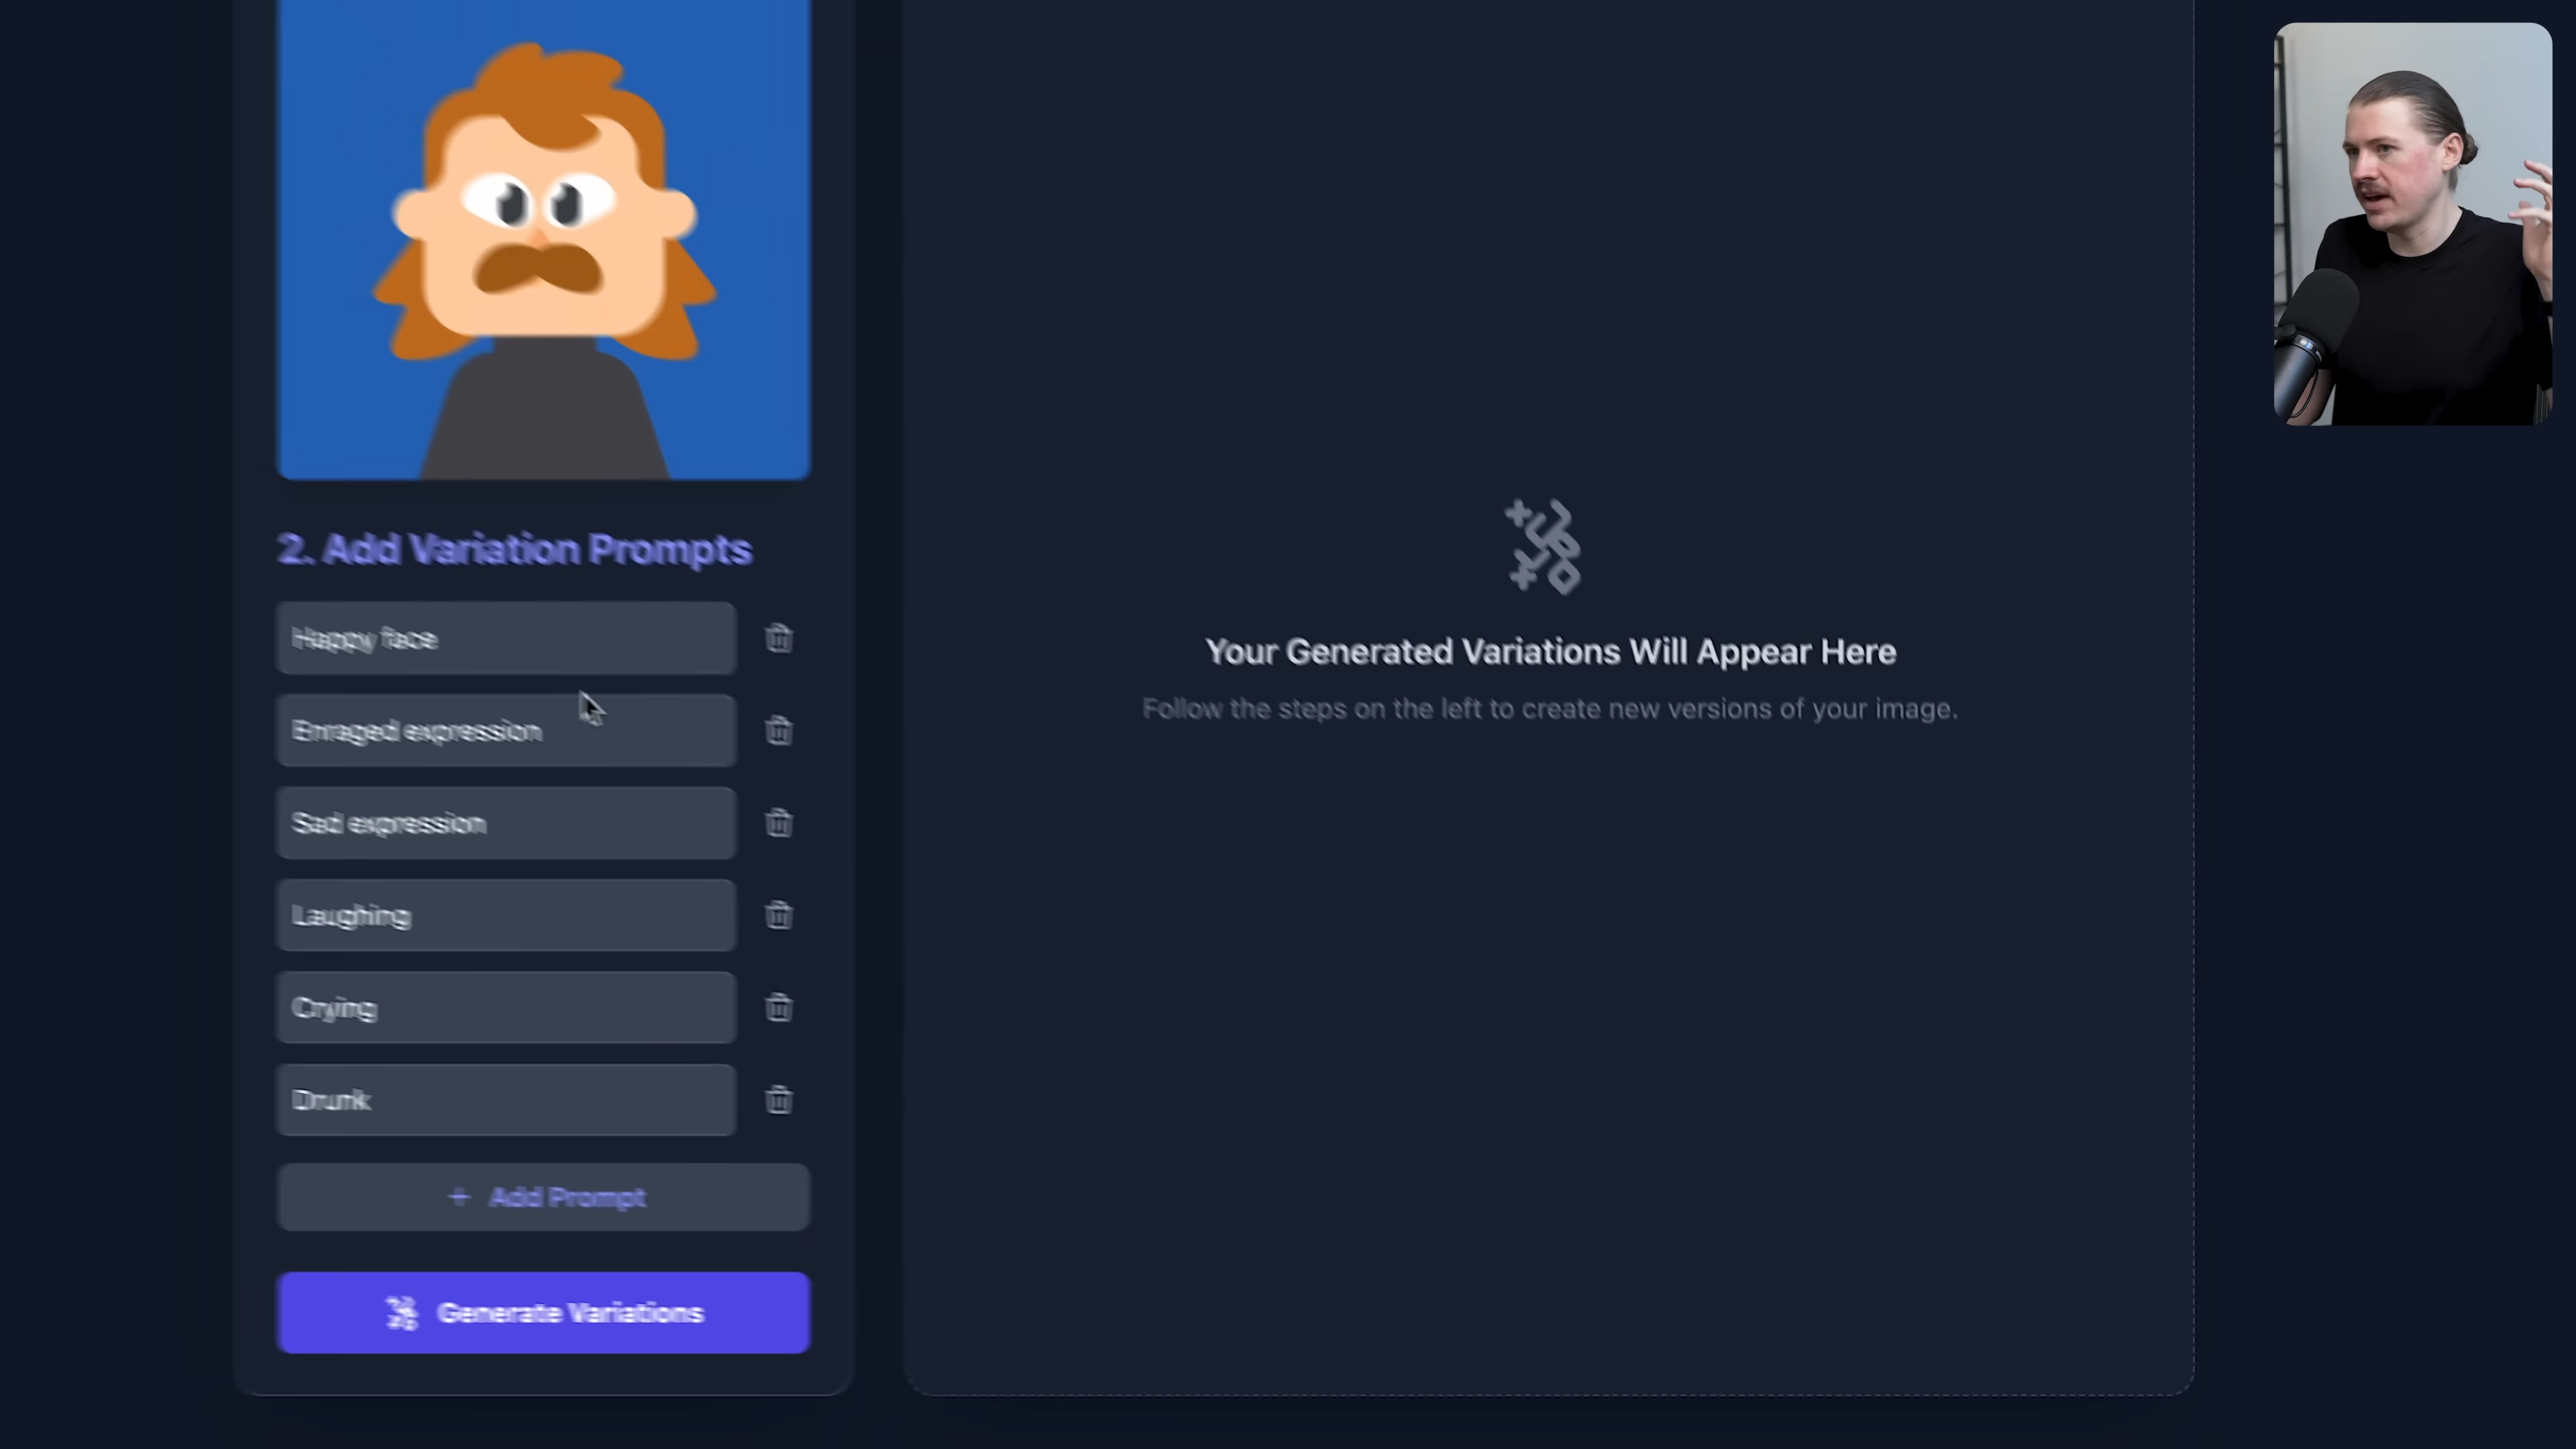 2. Add Variation Prompts
Happy face
Enraged expression
Sad expression
Laughing
Crying
Drunk
+ Add Prompt
Generate Variations
Your Generated Variations Will Appear Here
Follow the steps on the left to create new versions of your image.